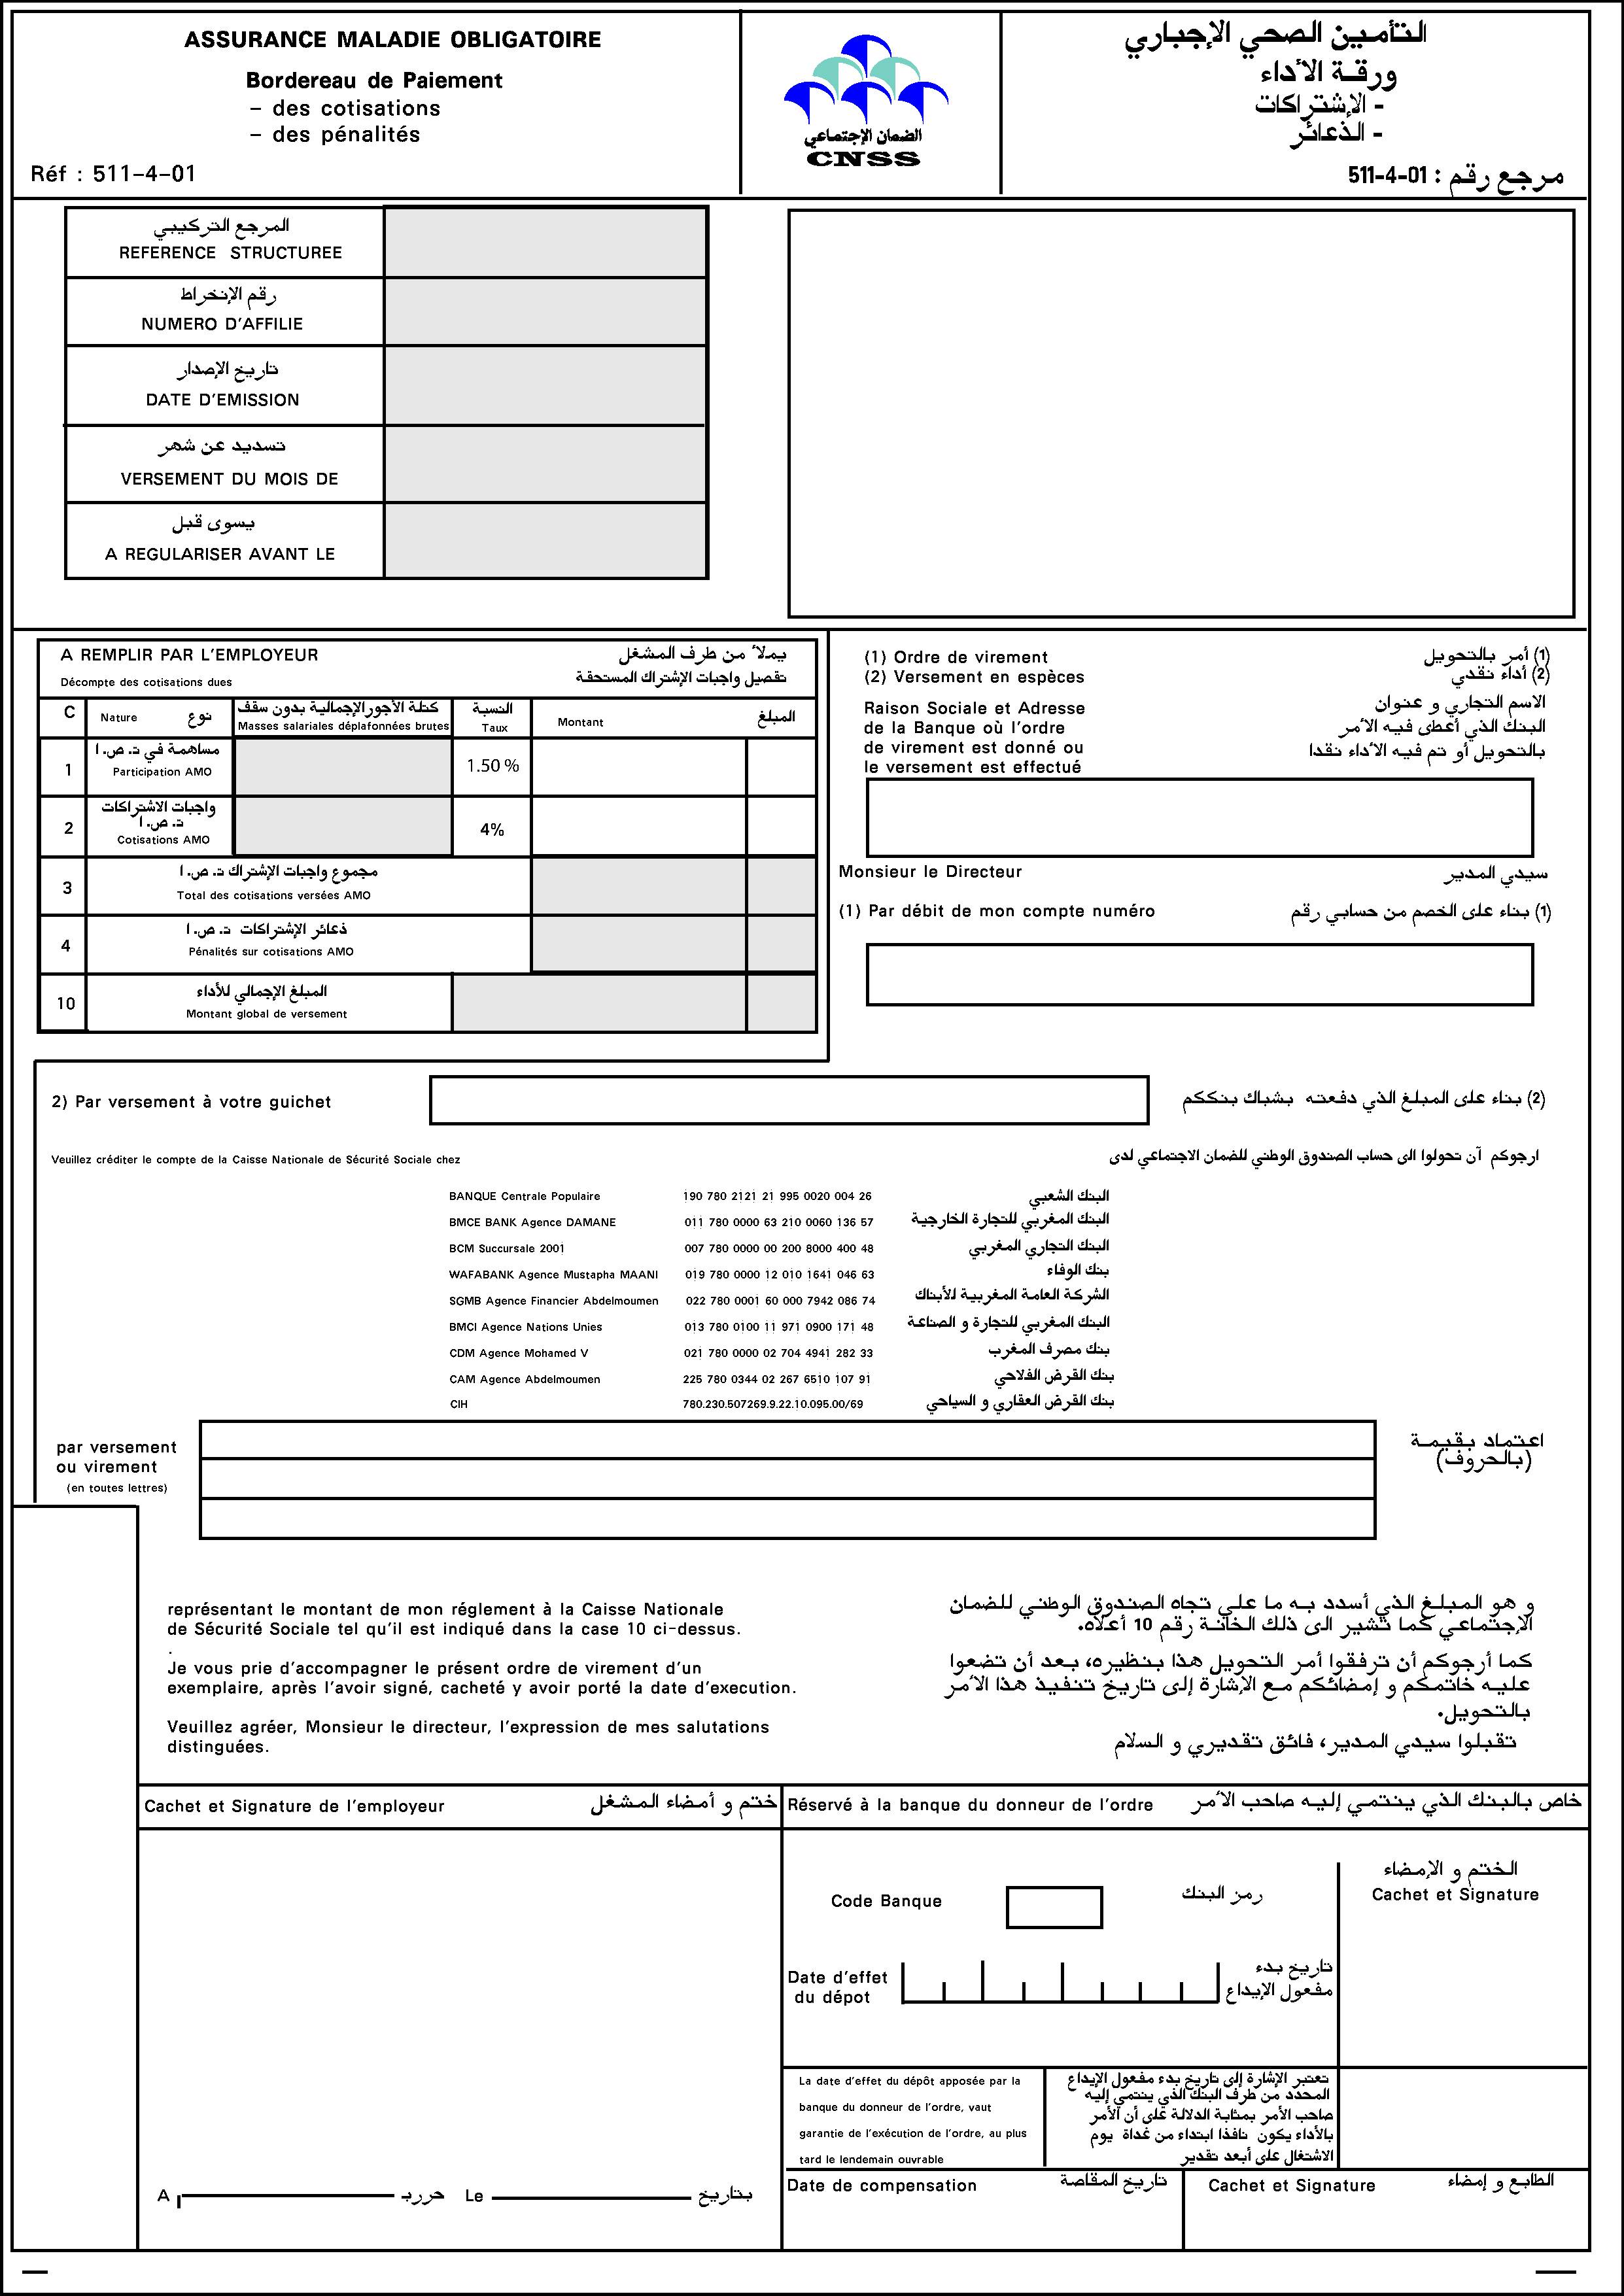 ASSURANCE MALADIE OBLIGATOIRE
Bordereau de Paiement
– des cotisations
– des pénalités
Réf : 511–4–01
الضمان الإجتماعي
CNSS
التأمين الصحي الإجباري
ورقة الأداء
- الإشتراكات
- الذعائر
مرجع رقم : 01-4-511
المرجع التركيبي
REFERENCE STRUCTUREE
رقم الإنخراط
NUMERO D'AFFILIE
تاريخ الإصدار
DATE D'EMISSION
تسديد عن شهر
VERSEMENT DU MOIS DE
يسوى قبل
A REGULARISER AVANT LE
A REMPLIR PAR L'EMPLOYEUR يملأ من طرف المشغل
Décompte des cotisations dues تفصيل واجبات الإشتراك المستحقة
C Nature نوع كتلة الأجور الإجمالية بدون سقف النسبة Montant المبلغ
Masses salariales déplafonnées brutes Taux
1 مساهمة في ت. ص. ا 1.50 %
Participation AMO
2 واجبات الاشتراكات 4%
ت. ص. ا
Cotisations AMO
3 مجموع واجبات الإشتراك ت. ص. ا
Total des cotisations versées AMO
4 ذعائر الإشتراكات ت. ص. ا
Pénalités sur cotisations AMO
10 المبلغ الإجمالي للأداء
Montant global de versement
(1) Ordre de virement (1) أمر بالتحويل
(2) Versement en espèces (2) أداء نقدي
Raison Sociale et Adresse الاسم التجاري و عنوان
de la Banque où l'ordre البنك الذي أعطى فيه الأمر
de virement est donné ou بالتحويل أو تم فيه الأداء نقدا
le versement est effectué
Monsieur le Directeur سيدي المدير
(1) Par débit de mon compte numéro (1) بناء على الخصم من حسابي رقم
2) Par versement à votre guichet (2) بناء على المبلغ الذي دفعته بشباك بنككم
Veuillez créditer le compte de la Caisse Nationale de Sécurité Sociale chez ارجوكم آن تحولوا الى حساب الصندوق الوطني للضمان الاجتماعي لدى
BANQUE Centrale Populaire 190 780 2121 21 995 0020 004 26 البنك الشعبي
BMCE BANK Agence DAMANE 011 780 0000 63 210 0060 136 57 البنك المغربي للتجارة الخارجية
BCM Succursale 2001 007 780 0000 00 200 8000 400 48 البنك التجاري المغربي
WAFABANK Agence Mustapha MAANI 019 780 0000 12 010 1641 046 63 بنك الوفاء
SGMB Agence Financier Abdelmoumen 022 780 0001 60 000 7942 086 74 الشركة العامة المغربية للأبناك
BMCI Agence Nations Unies 013 780 0100 11 971 0900 171 48 البنك المغربي للتجارة و الصناعة
CDM Agence Mohamed V 021 780 0000 02 704 4941 282 33 بنك مصرف المغرب
CAM Agence Abdelmoumen 225 780 0344 02 267 6510 107 91 بنك القرض الفلاحي
CIH 780.230.507269.9.22.10.095.00/69 بنك القرض العقاري و السياحي
par versement اعتماد بقيمة
ou virement (بالحروف)
(en toutes lettres)
représentant le montant de mon réglement à la Caisse Nationale
de Sécurité Sociale tel qu'il est indiqué dans la case 10 ci-dessus.
.
Je vous prie d'accompagner le présent ordre de virement d'un
exemplaire, après l'avoir signé, cacheté y avoir porté la date d'execution.
Veuillez agréer, Monsieur le directeur, l'expression de mes salutations
distinguées.
و هو المبلغ الذي أسدد به ما علي تجاه الصندوق الوطني للضمان
الإجتماعي كما تشير الى ذلك الخانة رقم 10 أعلاه.
كما أرجوكم أن ترفقوا أمر التحويل هذا بنظيره، بعد أن تضعوا
عليه خاتمكم و إمضائكم مع الإشارة إلى تاريخ تنفيذ هذا الأمر
بالتحويل.
تقبلوا سيدي المدير، فائق تقديري و السلام
Cachet et Signature de l'employeur ختم و أمضاء المشغل
Réservé à la banque du donneur de l'ordre خاص بالبنك الذي ينتمي إليه صاحب الأمر
Code Banque رمز البنك
الختم و الإمضاء
Cachet et Signature
Date d'effet تاريخ بدء
du dépot مفعول الإيداع
La date d'effet du dépôt apposée par la
banque du donneur de l'ordre, vaut
garantie de l'exécution de l'ordre, au plus
tard le lendemain ouvrable
تعتبر الإشارة إلى تاريخ بدء مفعول الإيداع
المحدد من طرف البنك الذي ينتمي إليه
صاحب الأمر بمثابة الدلالة على أن الأمر
بالأداء يكون نافذا ابتداء من غداة يوم
الاشتغال على أبعد تقدير
A حررب Le بتاريخ
Date de compensation تاريخ المقاصة
Cachet et Signature الطابع و إمضاء